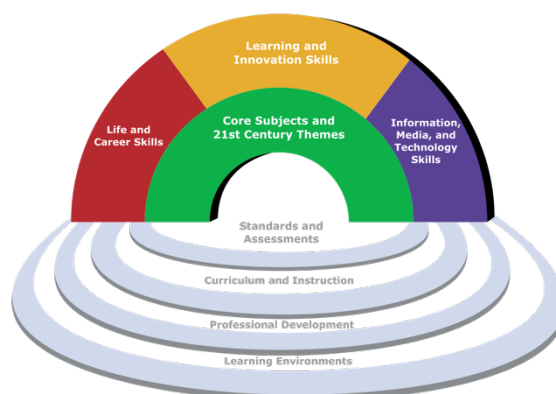 Learning and
Innovation Skills
Life and
Career Skills
Core Subjects and
21st Century Themes
Information,
Media, and
Technology
Skills
Standards and
Assessments
Curriculum and Instruction
Professional Development
Learning Environments